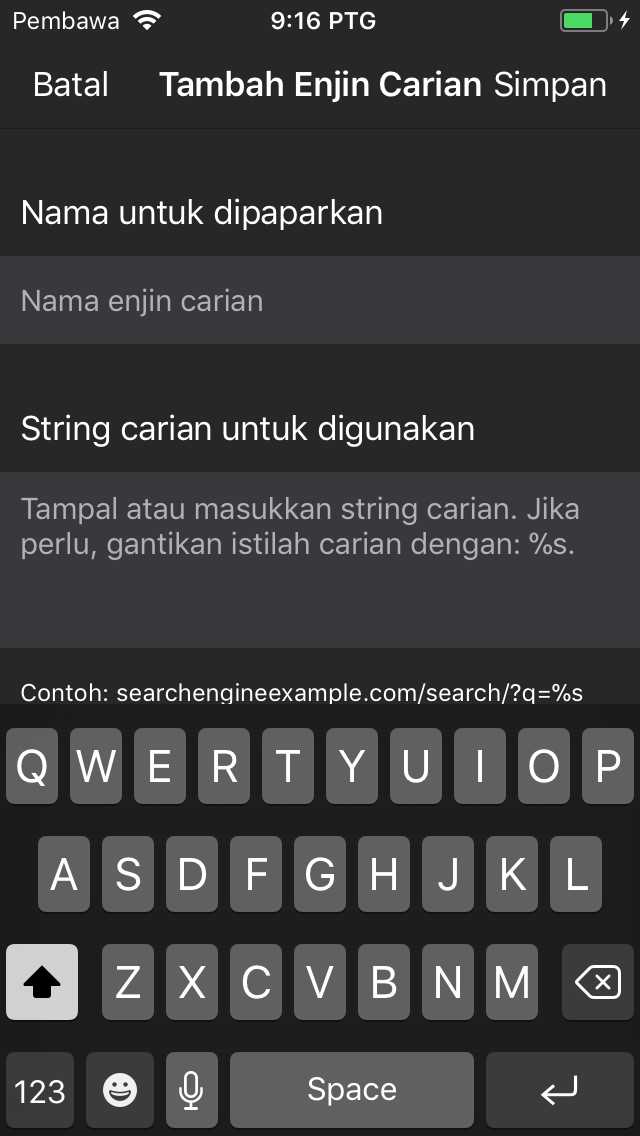 Pembawa 9:16 PTG
Batal Tambah Enjin Carian Simpan
Nama untuk dipaparkan
Nama enjin carian
String carian untuk digunakan
Tampal atau masukkan string carian. Jika
perlu, gantikan istilah carian dengan: %s.
Contoh: searchengineexample.com/search/?q=%s
Q W E R T Y U I O P
A S D F G H J K L
Z X C V B N M
123 Space